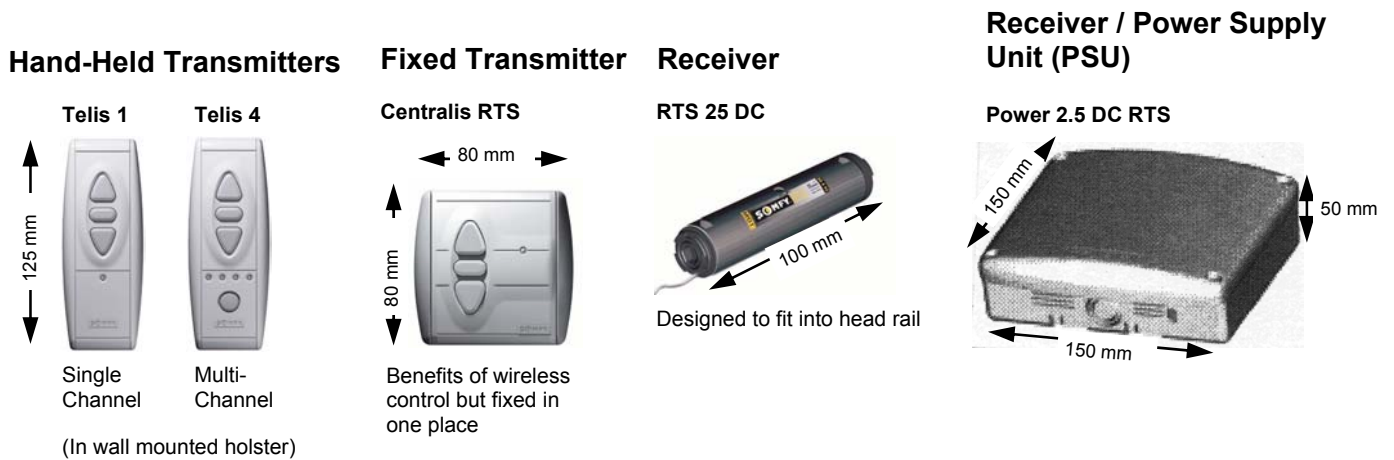 Hand-Held Transmitters
Telis 1
Telis 4
125 mm
Single
Channel
Multi-
Channel
(In wall mounted holster)
Fixed Transmitter
Centralis RTS
80 mm
80 mm
Benefits of wireless
control but fixed in
one place
Receiver
RTS 25 DC
SOMFY
100 mm
Designed to fit into head rail
Receiver / Power Supply
Unit (PSU)
Power 2.5 DC RTS
150 mm
50 mm
150 mm